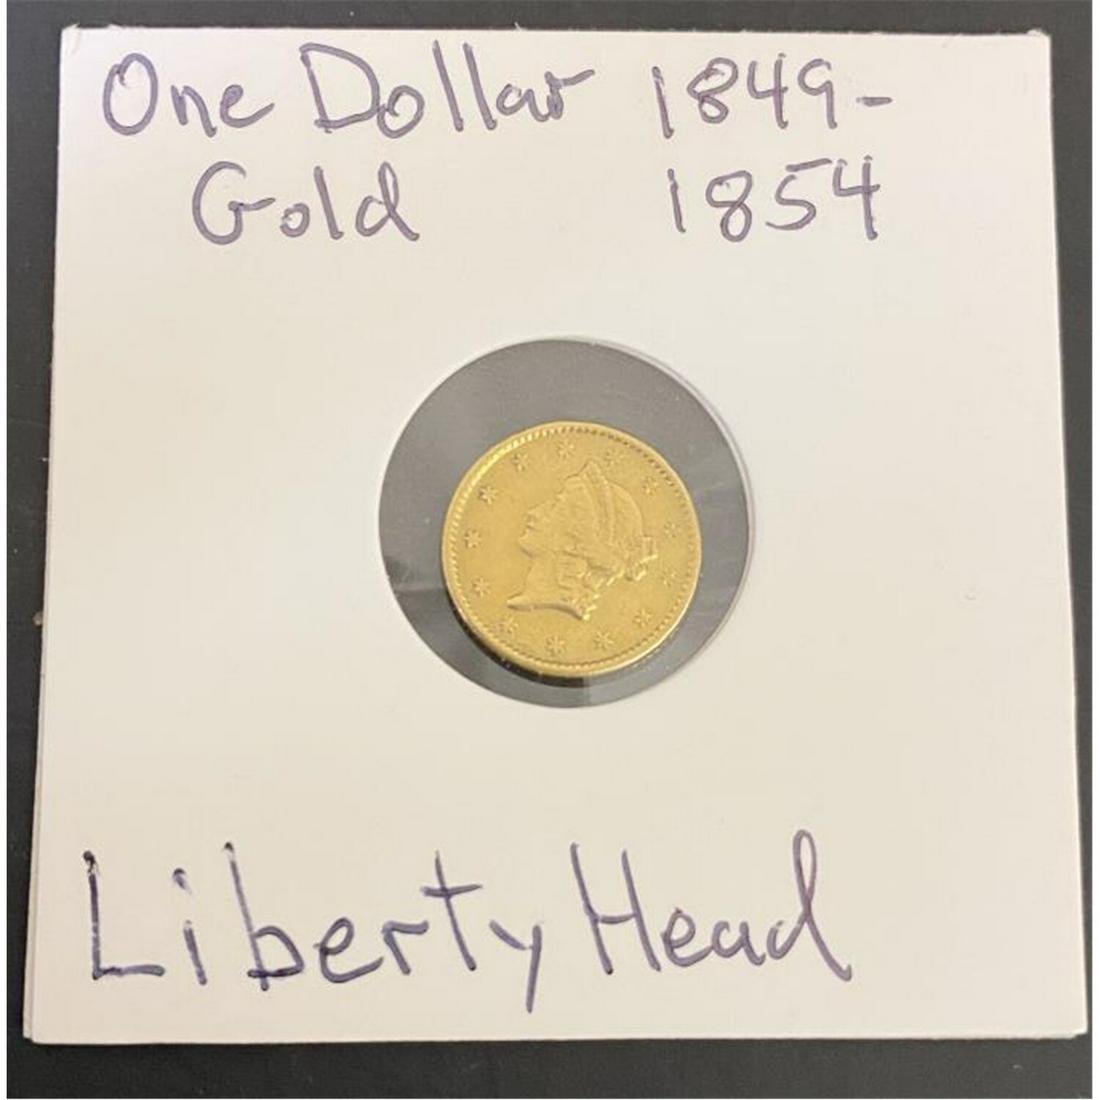 One Dollar 1849-
Gold 1854
Liberty Head